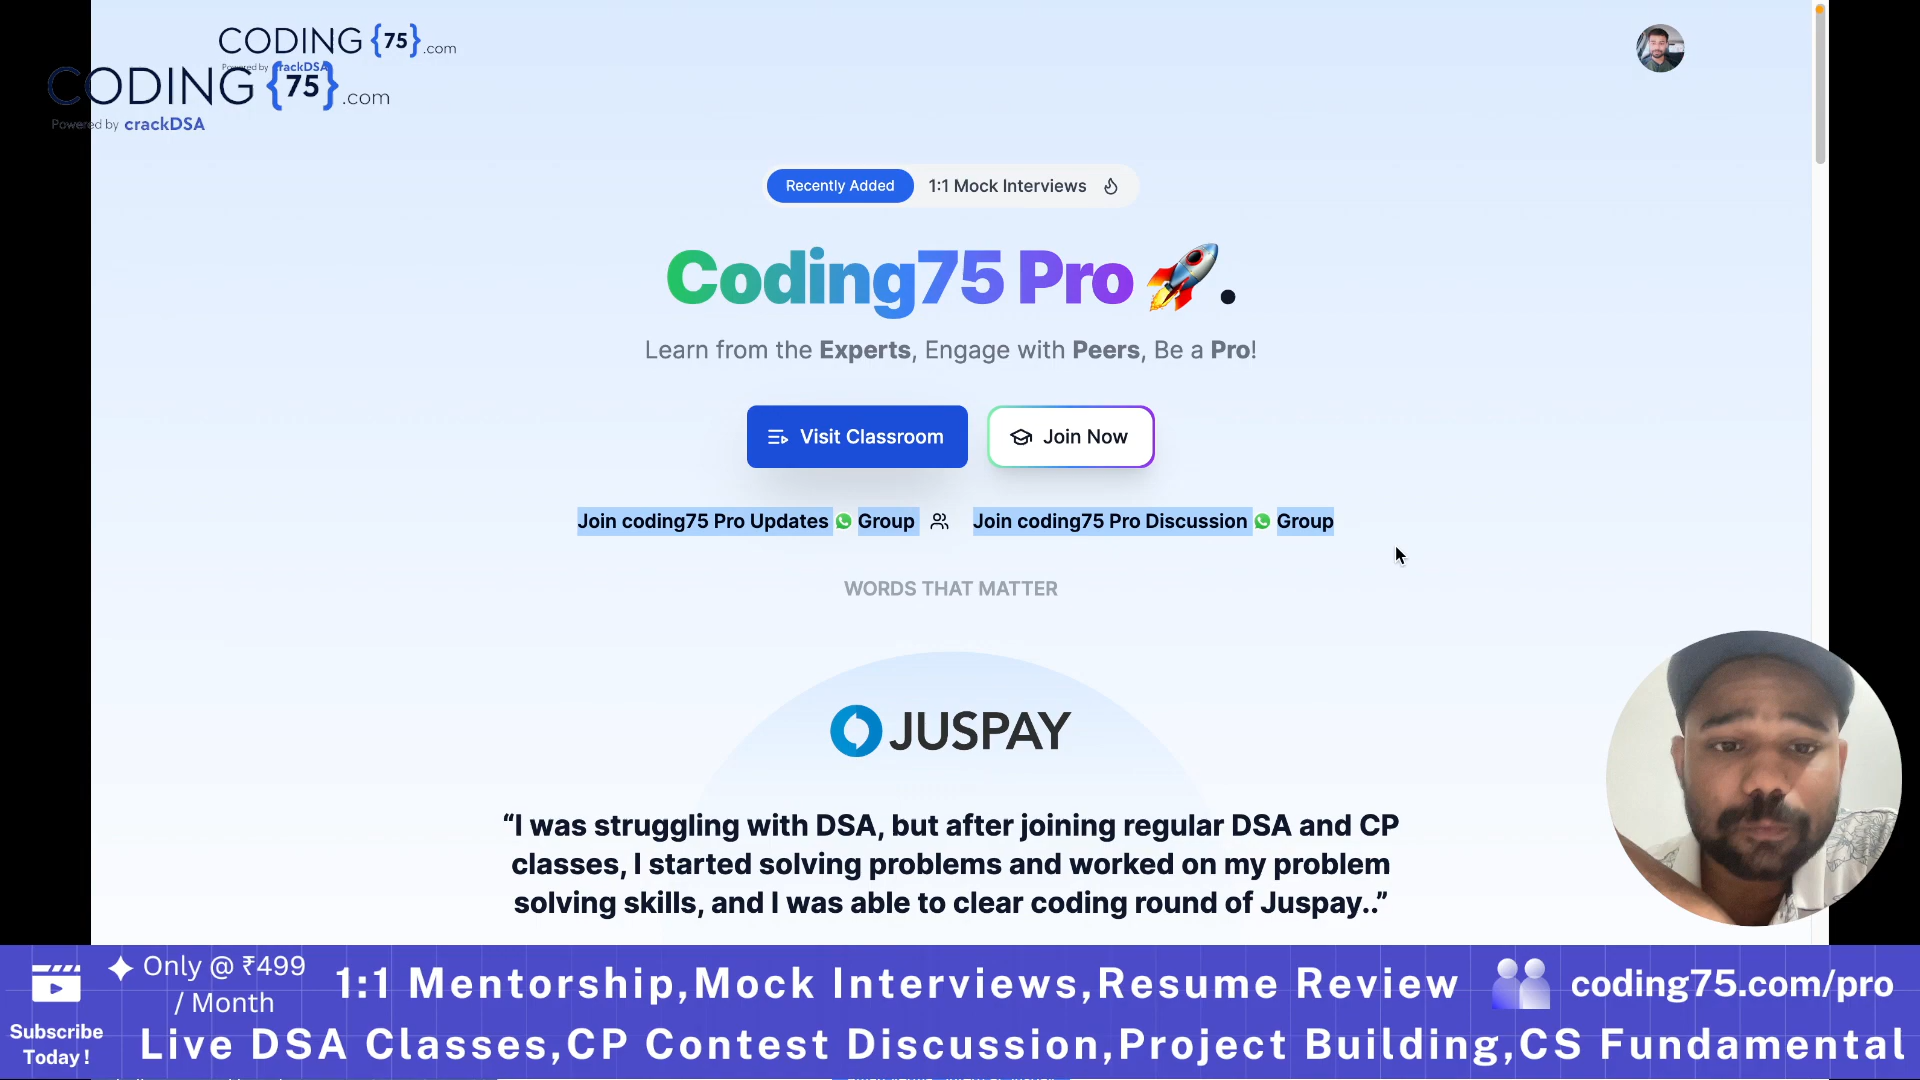 CODING {75}.com
Powered by crackDSA
CODING {75}.com
Powered by crackDSA
Recently Added 1:1 Mock Interviews
Coding75 Pro 🚀.
Learn from the Experts, Engage with Peers, Be a Pro!
Visit Classroom Join Now
Join coding75 Pro Updates Group Join coding75 Pro Discussion Group
WORDS THAT MATTER
JUSPAY
“I was struggling with DSA, but after joining regular DSA and CP
classes, I started solving problems and worked on my problem
solving skills, and I was able to clear coding round of Juspay..”
Only @ ₹499
/ Month
1:1 Mentorship,Mock Interviews,Resume Review
coding75.com/pro
Subscribe
Today !
Live DSA Classes,CP Contest Discussion,Project Building,CS Fundamental